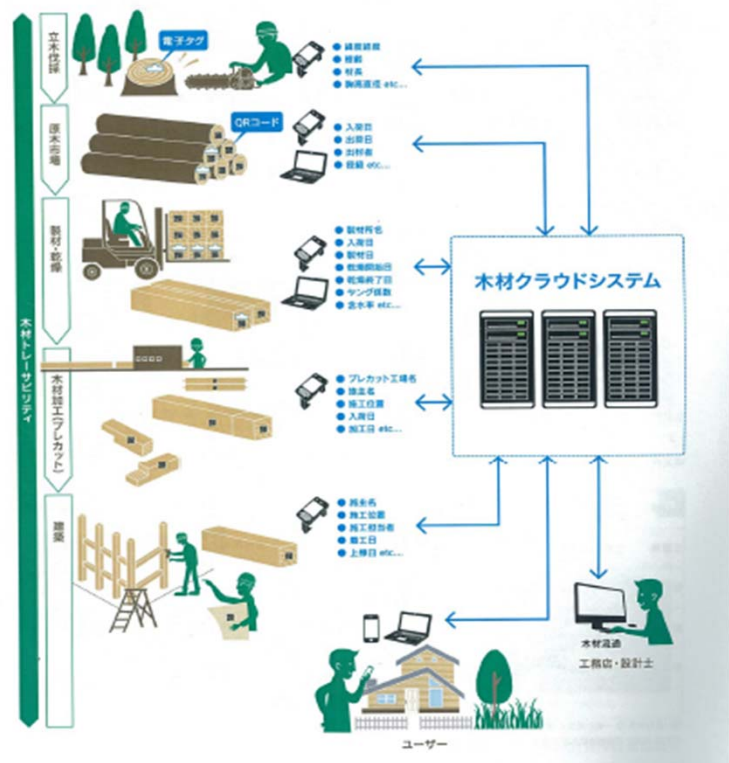 木材トレーサビリティ
立木伐採
電子タグ
●緯度経度
●樹齢
●材長
●胸高直径 etc...
原木市場
QRコード
●入荷日
●出荷日
●出材者
●径級 etc...
製材・乾燥
●製材所名
●入荷日
●製材日
●乾燥開始日
●乾燥終了日
●ヤング係数
●含水率 etc...
木材クラウドシステム
木材加工(プレカット)
●プレカット工場名
●施主名
●施工位置
●入荷日
●加工日 etc...
建築
●施主名
●施工位置
●施工担当者
●着工日
●上棟日 etc...
木材流通
工務店・設計士
ユーザー